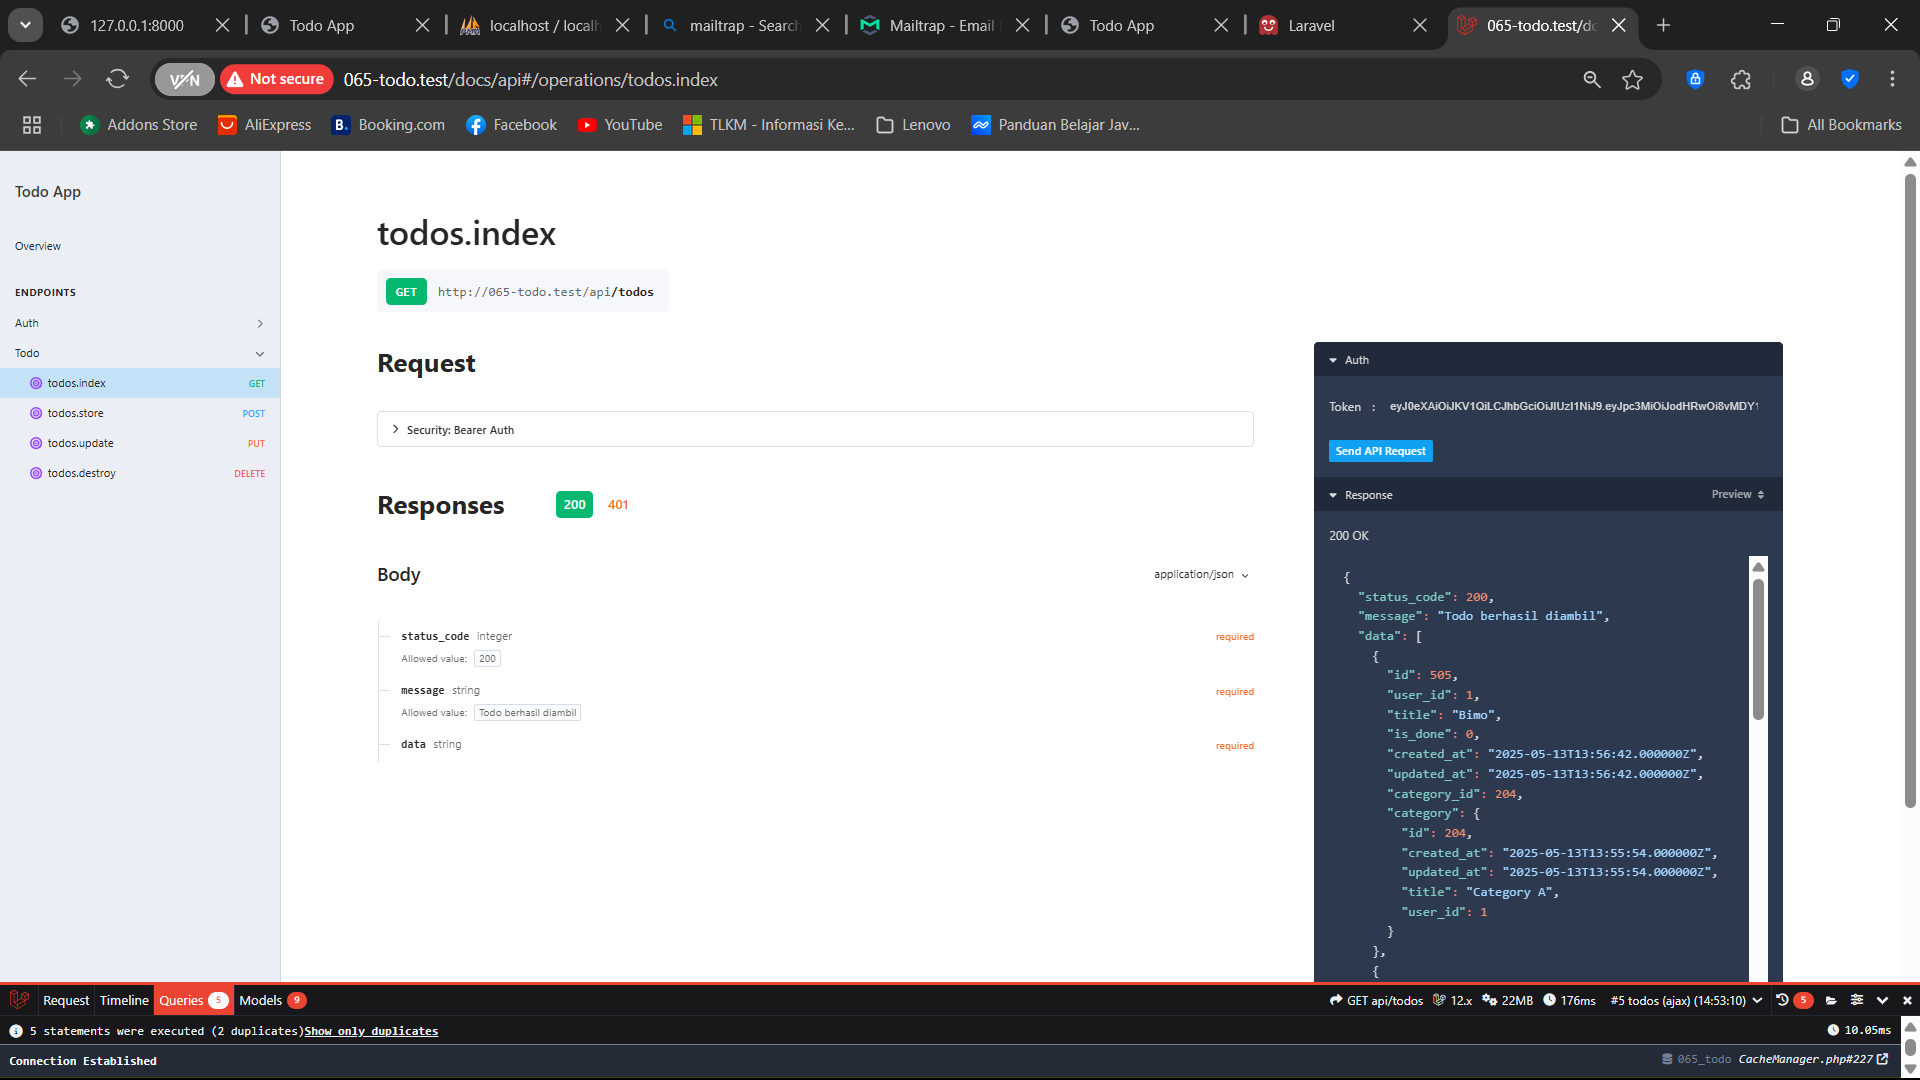 127.0.0.1:8000
Todo App
localhost / localh
mailtrap - Search
Mailtrap - Email
Todo App
Laravel
065-todo.test/do
VPN
Not secure
065-todo.test/docs/api#/operations/todos.index
Addons Store
AliExpress
B.
Booking.com
Facebook
YouTube
TLKM - Informasi Ke...
Lenovo
Panduan Belajar Jav...
All Bookmarks
Todo App
Overview
ENDPOINTS
Auth
Todo
todos.index GET
todos.store POST
todos.update PUT
todos.destroy DELETE
todos.index
GET http://065-todo.test/api/todos
Request
Security: Bearer Auth
Responses 200 401
Body application/json
status_code integer required
Allowed value: 200
message string required
Allowed value: Todo berhasil diambil
data string required
Auth
Token :
Send API Request
Response Preview
200 OK
{
"status_code": 200,
"message": "Todo berhasil diambil",
"data": [
{
"id": 505,
"user_id": 1,
"title": "Bimo",
"is_done": 0,
"created_at": "2025-05-13T13:56:42.000000Z",
"updated_at": "2025-05-13T13:56:42.000000Z",
"category_id": 204,
"category": {
"id": 204,
"created_at": "2025-05-13T13:55:54.000000Z",
"updated_at": "2025-05-13T13:55:54.000000Z",
"title": "Category A",
"user_id": 1
}
},
{
Request Timeline Queries 5 Models 9
GET api/todos 12.x 22MB 176ms #5 todos (ajax) (14:53:10) 5
5 statements were executed (2 duplicates)Show only duplicates 10.05ms
Connection Established 065_todo CacheManager.php#227